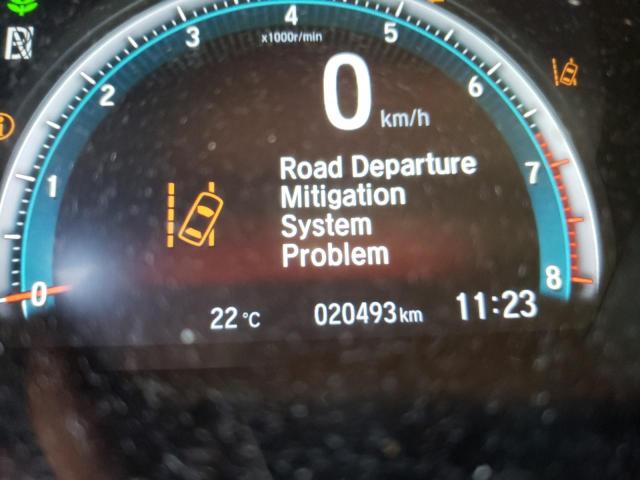 4
3
5
x1000r/min
2
6
0 km/h
Road Departure
Mitigation
System
Problem
1
7
0
8
22 °C
020493 km
11:23